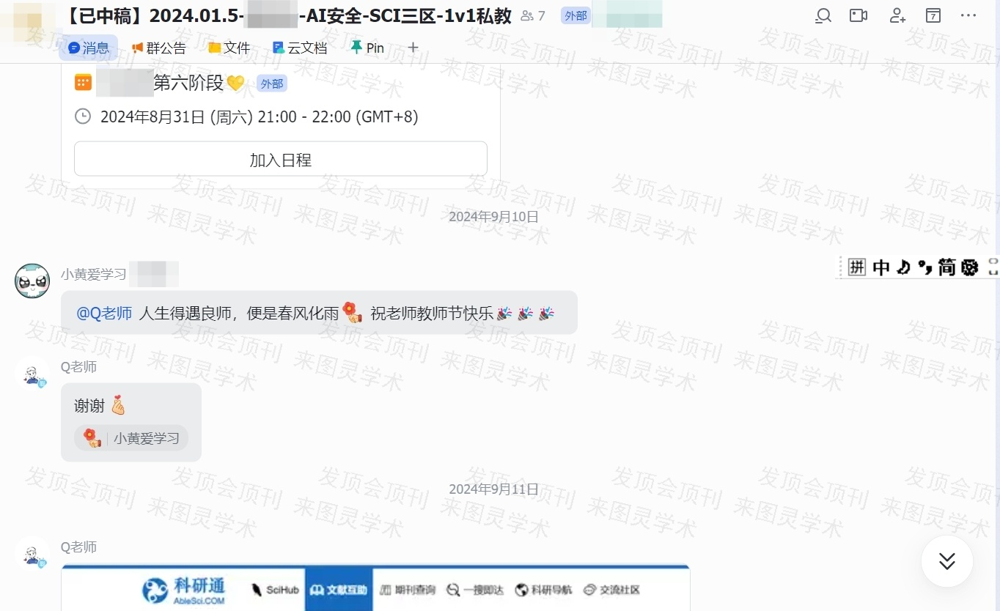 【已中稿】2024.01.5- -AI安全-SCI三区-1v1私教 7 外部
消息 群公告 文件 云文档 Pin
第六阶段 外部
2024年8月31日 (周六) 21:00 - 22:00 (GMT+8)
加入日程
2024年9月10日
拼 中 简
小黄爱学习
@Q老师 人生得遇良师，便是春风化雨 祝老师教师节快乐
Q老师
谢谢
小黄爱学习
2024年9月11日
Q老师
科研通 SciHub 文献互助 期刊查询 一搜即达 科研导航 交流社区
AbleSci.COM
发顶会顶刊
来图灵学术